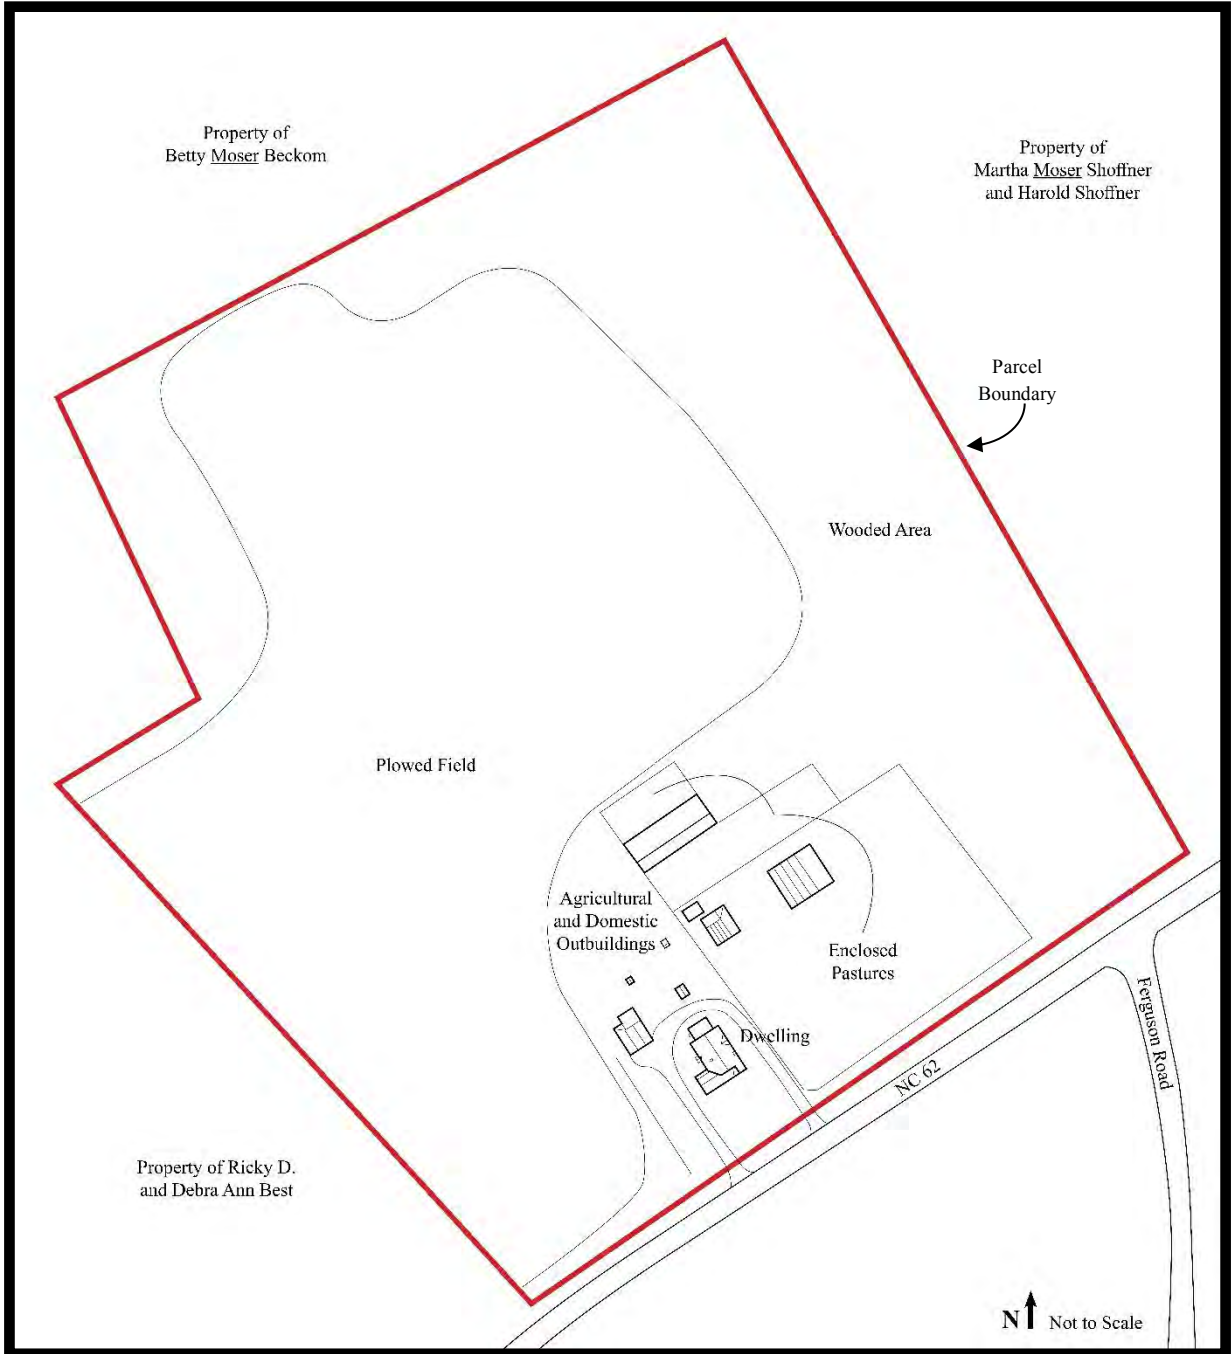 Property of
Betty Moser Beckom
Property of
Martha Moser Shoffner
and Harold Shoffner
Parcel
Boundary
Wooded Area
Plowed Field
Agricultural
and Domestic
Outbuildings
Enclosed
Pastures
Dwelling
NC 62
Ferguson Road
Property of Ricky D.
and Debra Ann Best
N Not to Scale